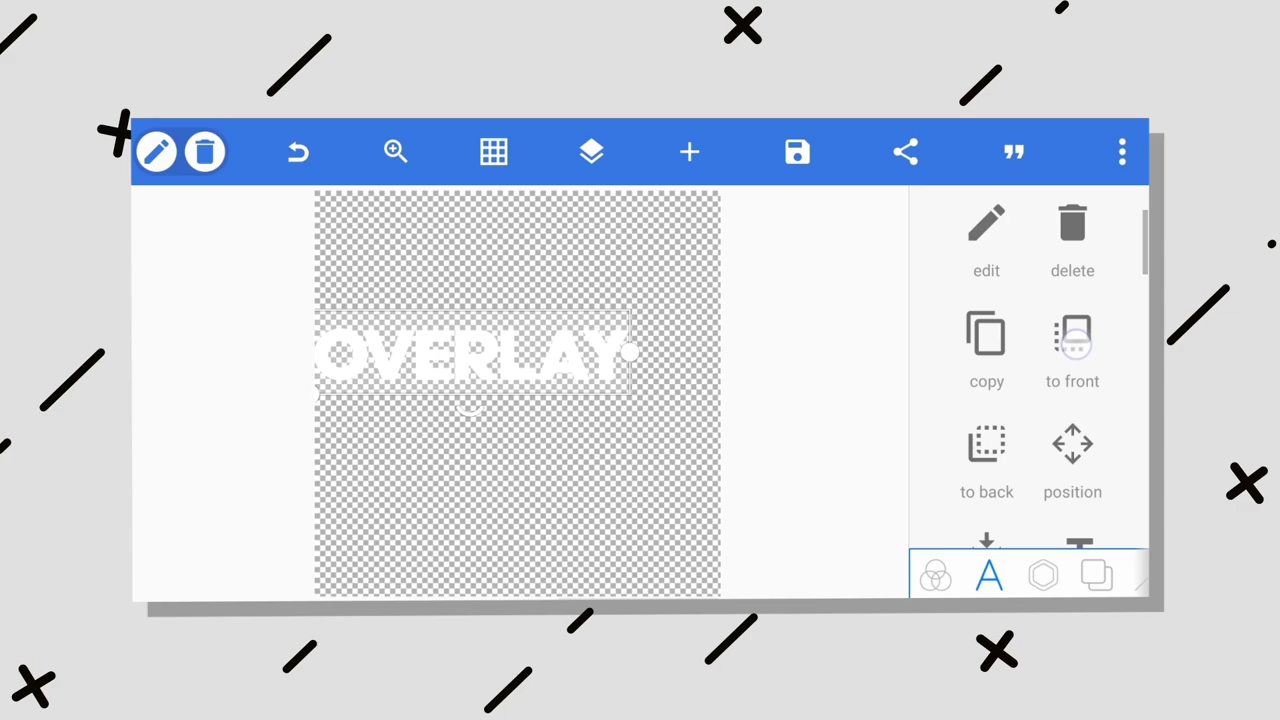 OVERLAY
edit
delete
copy
to front
to back
position